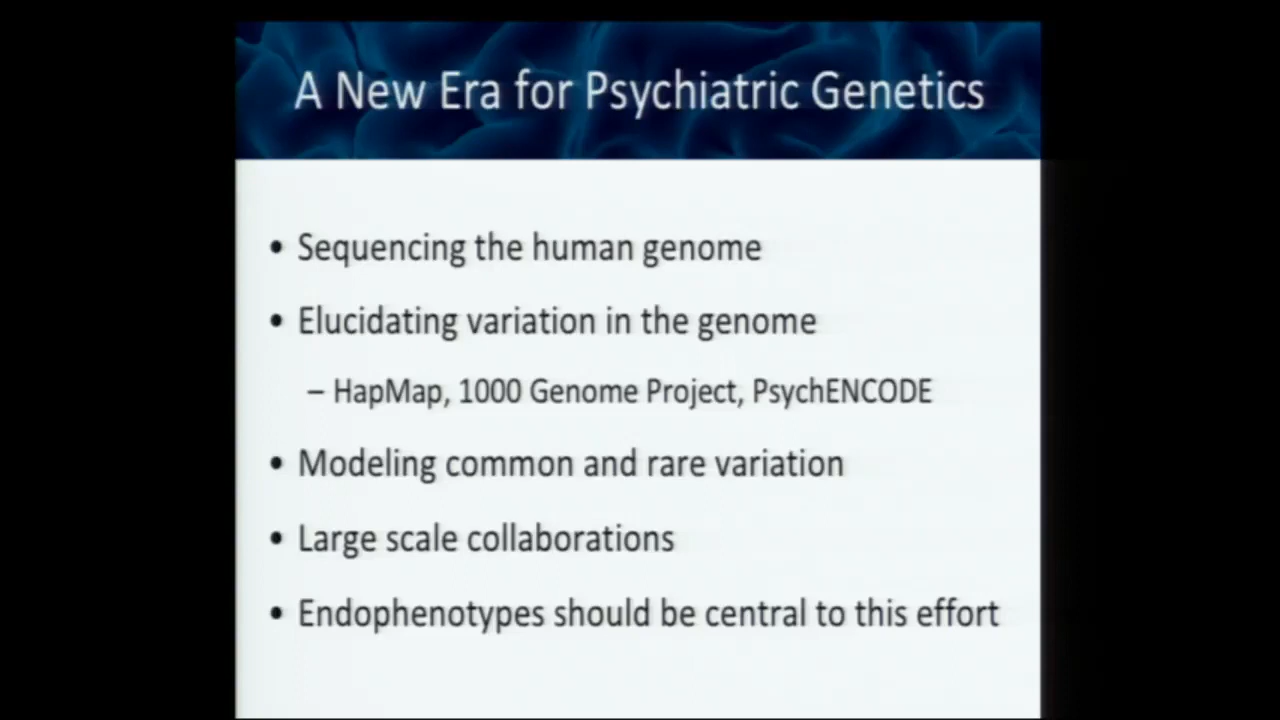 A New Era for Psychiatric Genetics
• Sequencing the human genome
• Elucidating variation in the genome
– HapMap, 1000 Genome Project, PsychENCODE
• Modeling common and rare variation
• Large scale collaborations
• Endophenotypes should be central to this effort